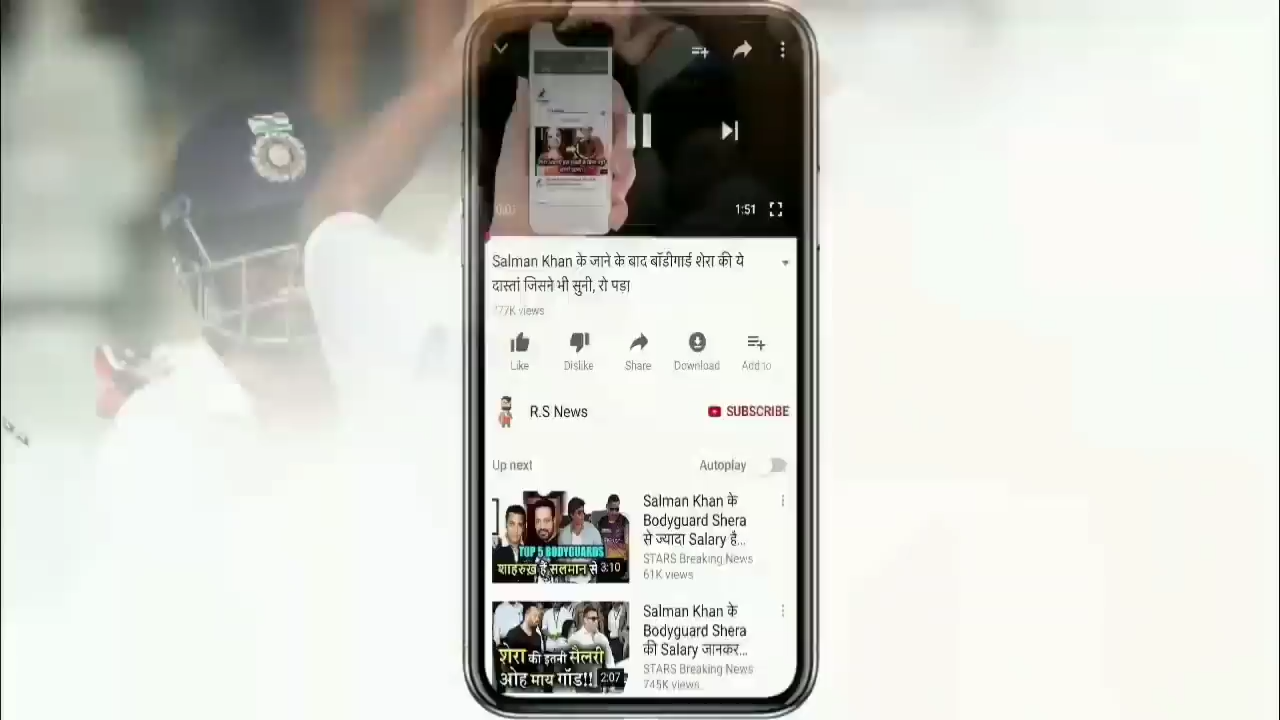 1:51
Salman Khan के जाने के बाद बॉडीगार्ड शेरा की ये
दास्तां जिसने भी सुनी, रो पड़ा
777K views
Like
Dislike
Share
Download
Add to
R.S News
SUBSCRIBE
Up next
Autoplay
TOP 5 BODYGUARDS
शाहरुख़ हैं सलमान से
3:10
Salman Khan के
Bodyguard Shera
से ज्यादा Salary है...
STARS Breaking News
61K views
शेरा की इतनी सैलरी
ओह माय गॉड!!
2:07
Salman Khan के
Bodyguard Shera
की Salary जानकर...
STARS Breaking News
745K views